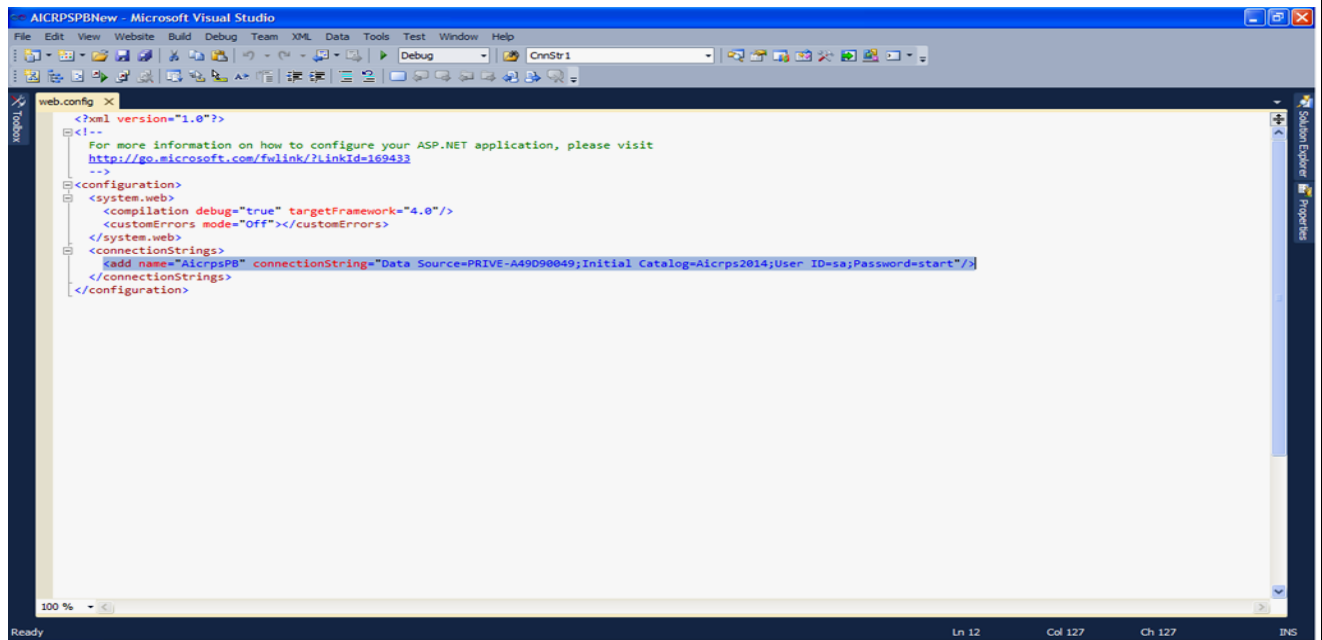 AICRPSPBNew - Microsoft Visual Studio
File Edit View Website Build Debug Team XML Data Tools Test Window Help
Debug CnnStr1
web.config
Toolbox
Solution Explorer
Properties
<?xml version="1.0"?>
<!--
For more information on how to configure your ASP.NET application, please visit
http://go.microsoft.com/fwlink/?LinkId=169433
-->
<configuration>
<system.web>
<compilation debug="true" targetFramework="4.0"/>
<customErrors mode="Off"></customErrors>
</system.web>
<connectionStrings>
<add name="AicrpsPB" connectionString="Data Source=PRIVE-A49D90049;Initial Catalog=Aicrps2014;User ID=sa;Password=start"/>
</connectionStrings>
</configuration>
100 %
Ready Ln 12 Col 127 Ch 127 INS